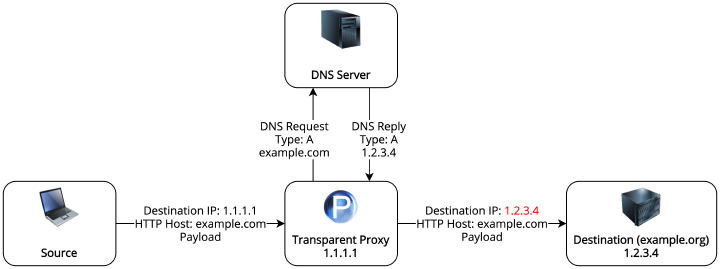 DNS Server
DNS Request
Type: A
example.com
DNS Reply
Type: A
1.2.3.4
Source
Destination IP: 1.1.1.1
HTTP Host: example.com
Payload
P
Transparent Proxy
1.1.1.1
Destination IP: 1.2.3.4
HTTP Host: example.com
Payload
Destination (example.org)
1.2.3.4